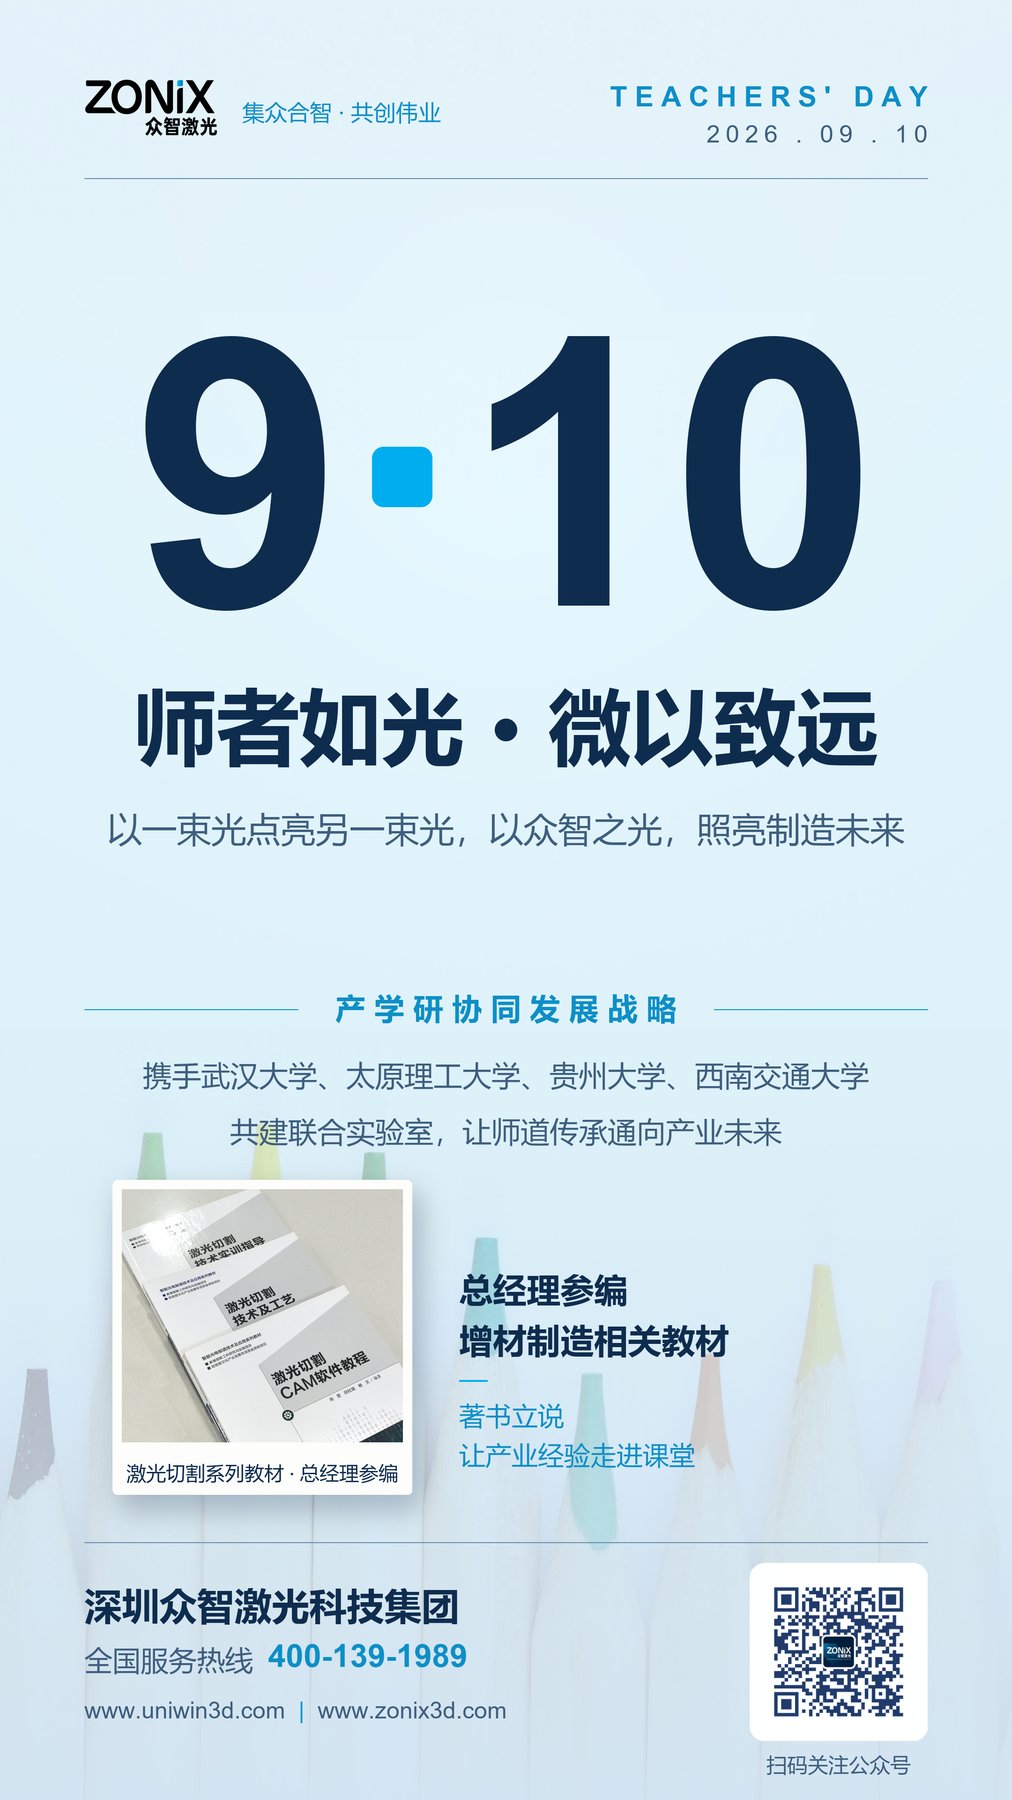 ZONiX
众智激光
集众合智 · 共创伟业
TEACHERS' DAY
2026 . 09 . 10
9·10
师者如光 · 微以致远
以一束光点亮另一束光，以众智之光，照亮制造未来
产学研协同发展战略
携手武汉大学、太原理工大学、贵州大学、西南交通大学
共建联合实验室，让师道传承通向产业未来
激光切割
技术实训指导
激光切割
技术及工艺
激光切割
CAM软件教程
激光切割系列教材 · 总经理参编
总经理参编
增材制造相关教材
著书立说
让产业经验走进课堂
深圳众智激光科技集团
全国服务热线 400-139-1989
www.uniwin3d.com | www.zonix3d.com
ZONiX
众智激光
扫码关注公众号